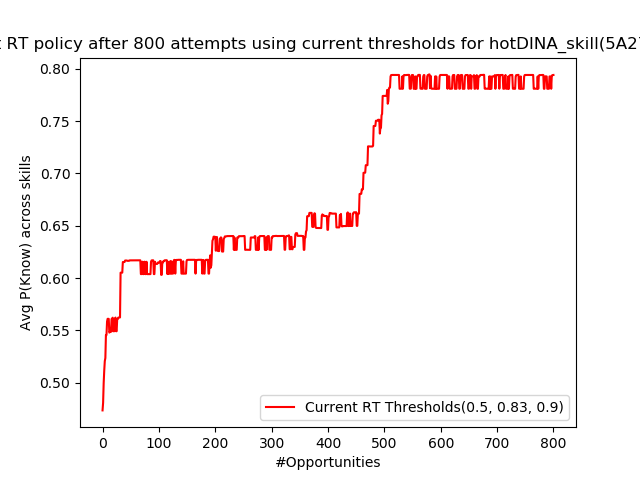 RT policy after 800 attempts using current thresholds for hotDINA_skill(5A2
Avg P(Know) across skills
0.80
0.75
0.70
0.65
0.60
0.55
0.50
Current RT Thresholds(0.5, 0.83, 0.9)
0 100 200 300 400 500 600 700 800
#Opportunities